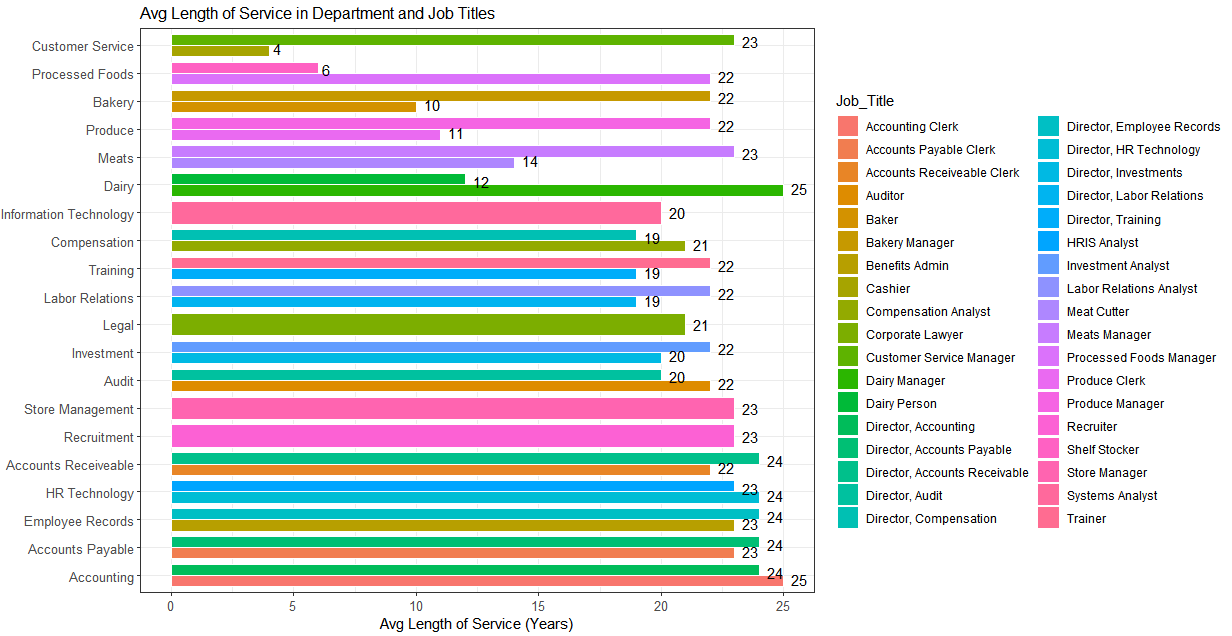 Avg Length of Service in Department and Job Titles
Customer Service
23
4
Processed Foods
6
22
Bakery
22
10
Produce
22
11
Meats
23
14
Dairy
12
25
Information Technology
20
Compensation
19
21
Training
22
19
Labor Relations
22
19
Legal
21
Investment
22
20
Audit
20
22
Store Management
23
Recruitment
23
Accounts Receiveable
24
22
HR Technology
23
24
Employee Records
24
23
Accounts Payable
24
23
Accounting
24
25
0 5 10 15 20 25
Avg Length of Service (Years)
Job_Title
Accounting Clerk
Accounts Payable Clerk
Accounts Receivable Clerk
Auditor
Baker
Bakery Manager
Benefits Admin
Cashier
Compensation Analyst
Corporate Lawyer
Customer Service Manager
Dairy Manager
Dairy Person
Director, Accounting
Director, Accounts Payable
Director, Accounts Receivable
Director, Audit
Director, Compensation
Director, Employee Records
Director, HR Technology
Director, Investments
Director, Labor Relations
Director, Training
HRIS Analyst
Investment Analyst
Labor Relations Analyst
Meat Cutter
Meats Manager
Processed Foods Manager
Produce Clerk
Produce Manager
Recruiter
Shelf Stocker
Store Manager
Systems Analyst
Trainer